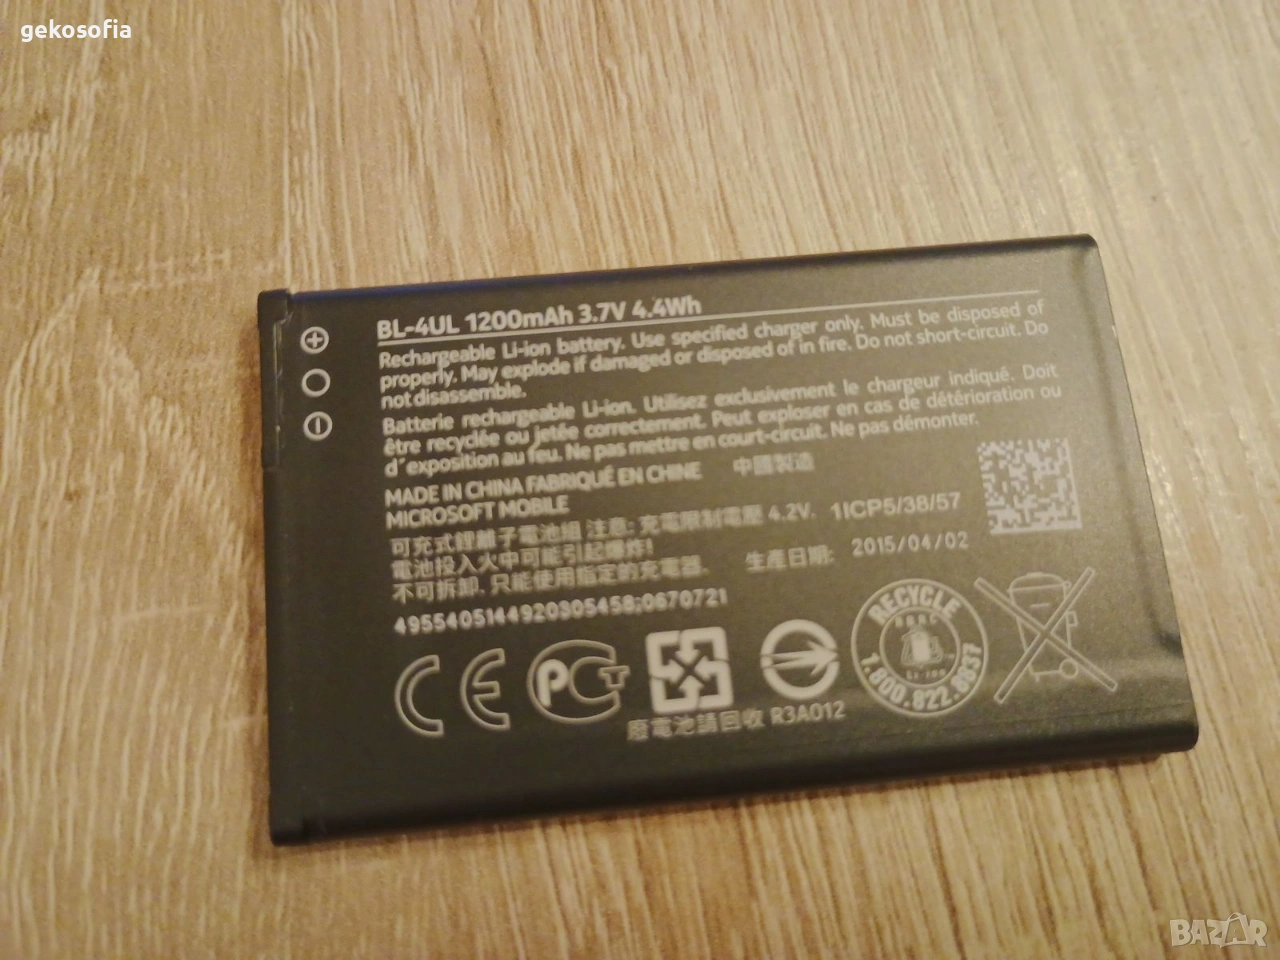 gekosofia
BL-4UL 1200mAh 3.7V 4.4Wh
Rechargeable Li-ion battery. Use specified charger only. Must be disposed of
properly. May explode if damaged or disposed of in fire. Do not short-circuit. Do
not disassemble.
Batterie rechargeable Li-ion. Utilisez exclusivement le chargeur indiqué. Doit
être recyclée ou jetée correctement. Peut exploser en cas de détérioration ou
d´exposition au feu. Ne pas mettre en court-circuit. Ne pas démonter.
MADE IN CHINA FABRIQUÉ EN CHINE 中國製造
MICROSOFT MOBILE
可充式鋰離子電池組 注意: 充電限制電壓 4.2V. 1ICP5/38/57
電池投入火中可能引起爆炸!
不可拆卸. 只能使用指定的充電器. 生產日期: 2015/04/02
4955405144920S05458;0670721
CE PCT
RECYCLE
RBRC
Li-ion
1.800.822.8837
廢電池請回收 R3A012
BAZAR